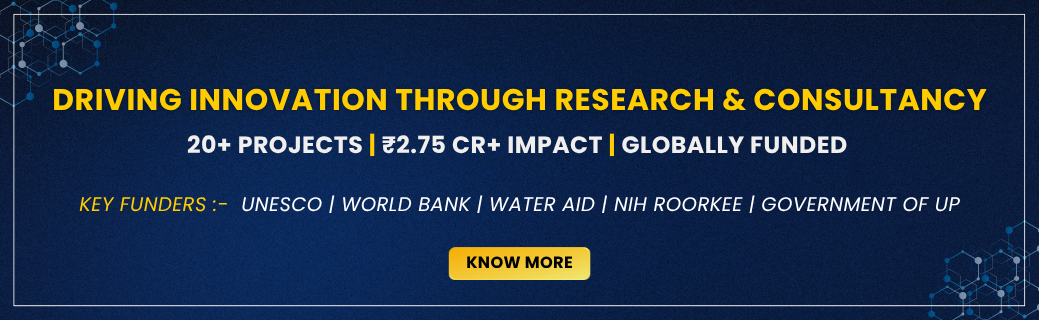 DRIVING INNOVATION THROUGH RESEARCH & CONSULTANCY
20+ PROJECTS | ₹2.75 CR+ IMPACT | GLOBALLY FUNDED
KEY FUNDERS :- UNESCO | WORLD BANK | WATER AID | NIH ROORKEE | GOVERNMENT OF UP
KNOW MORE